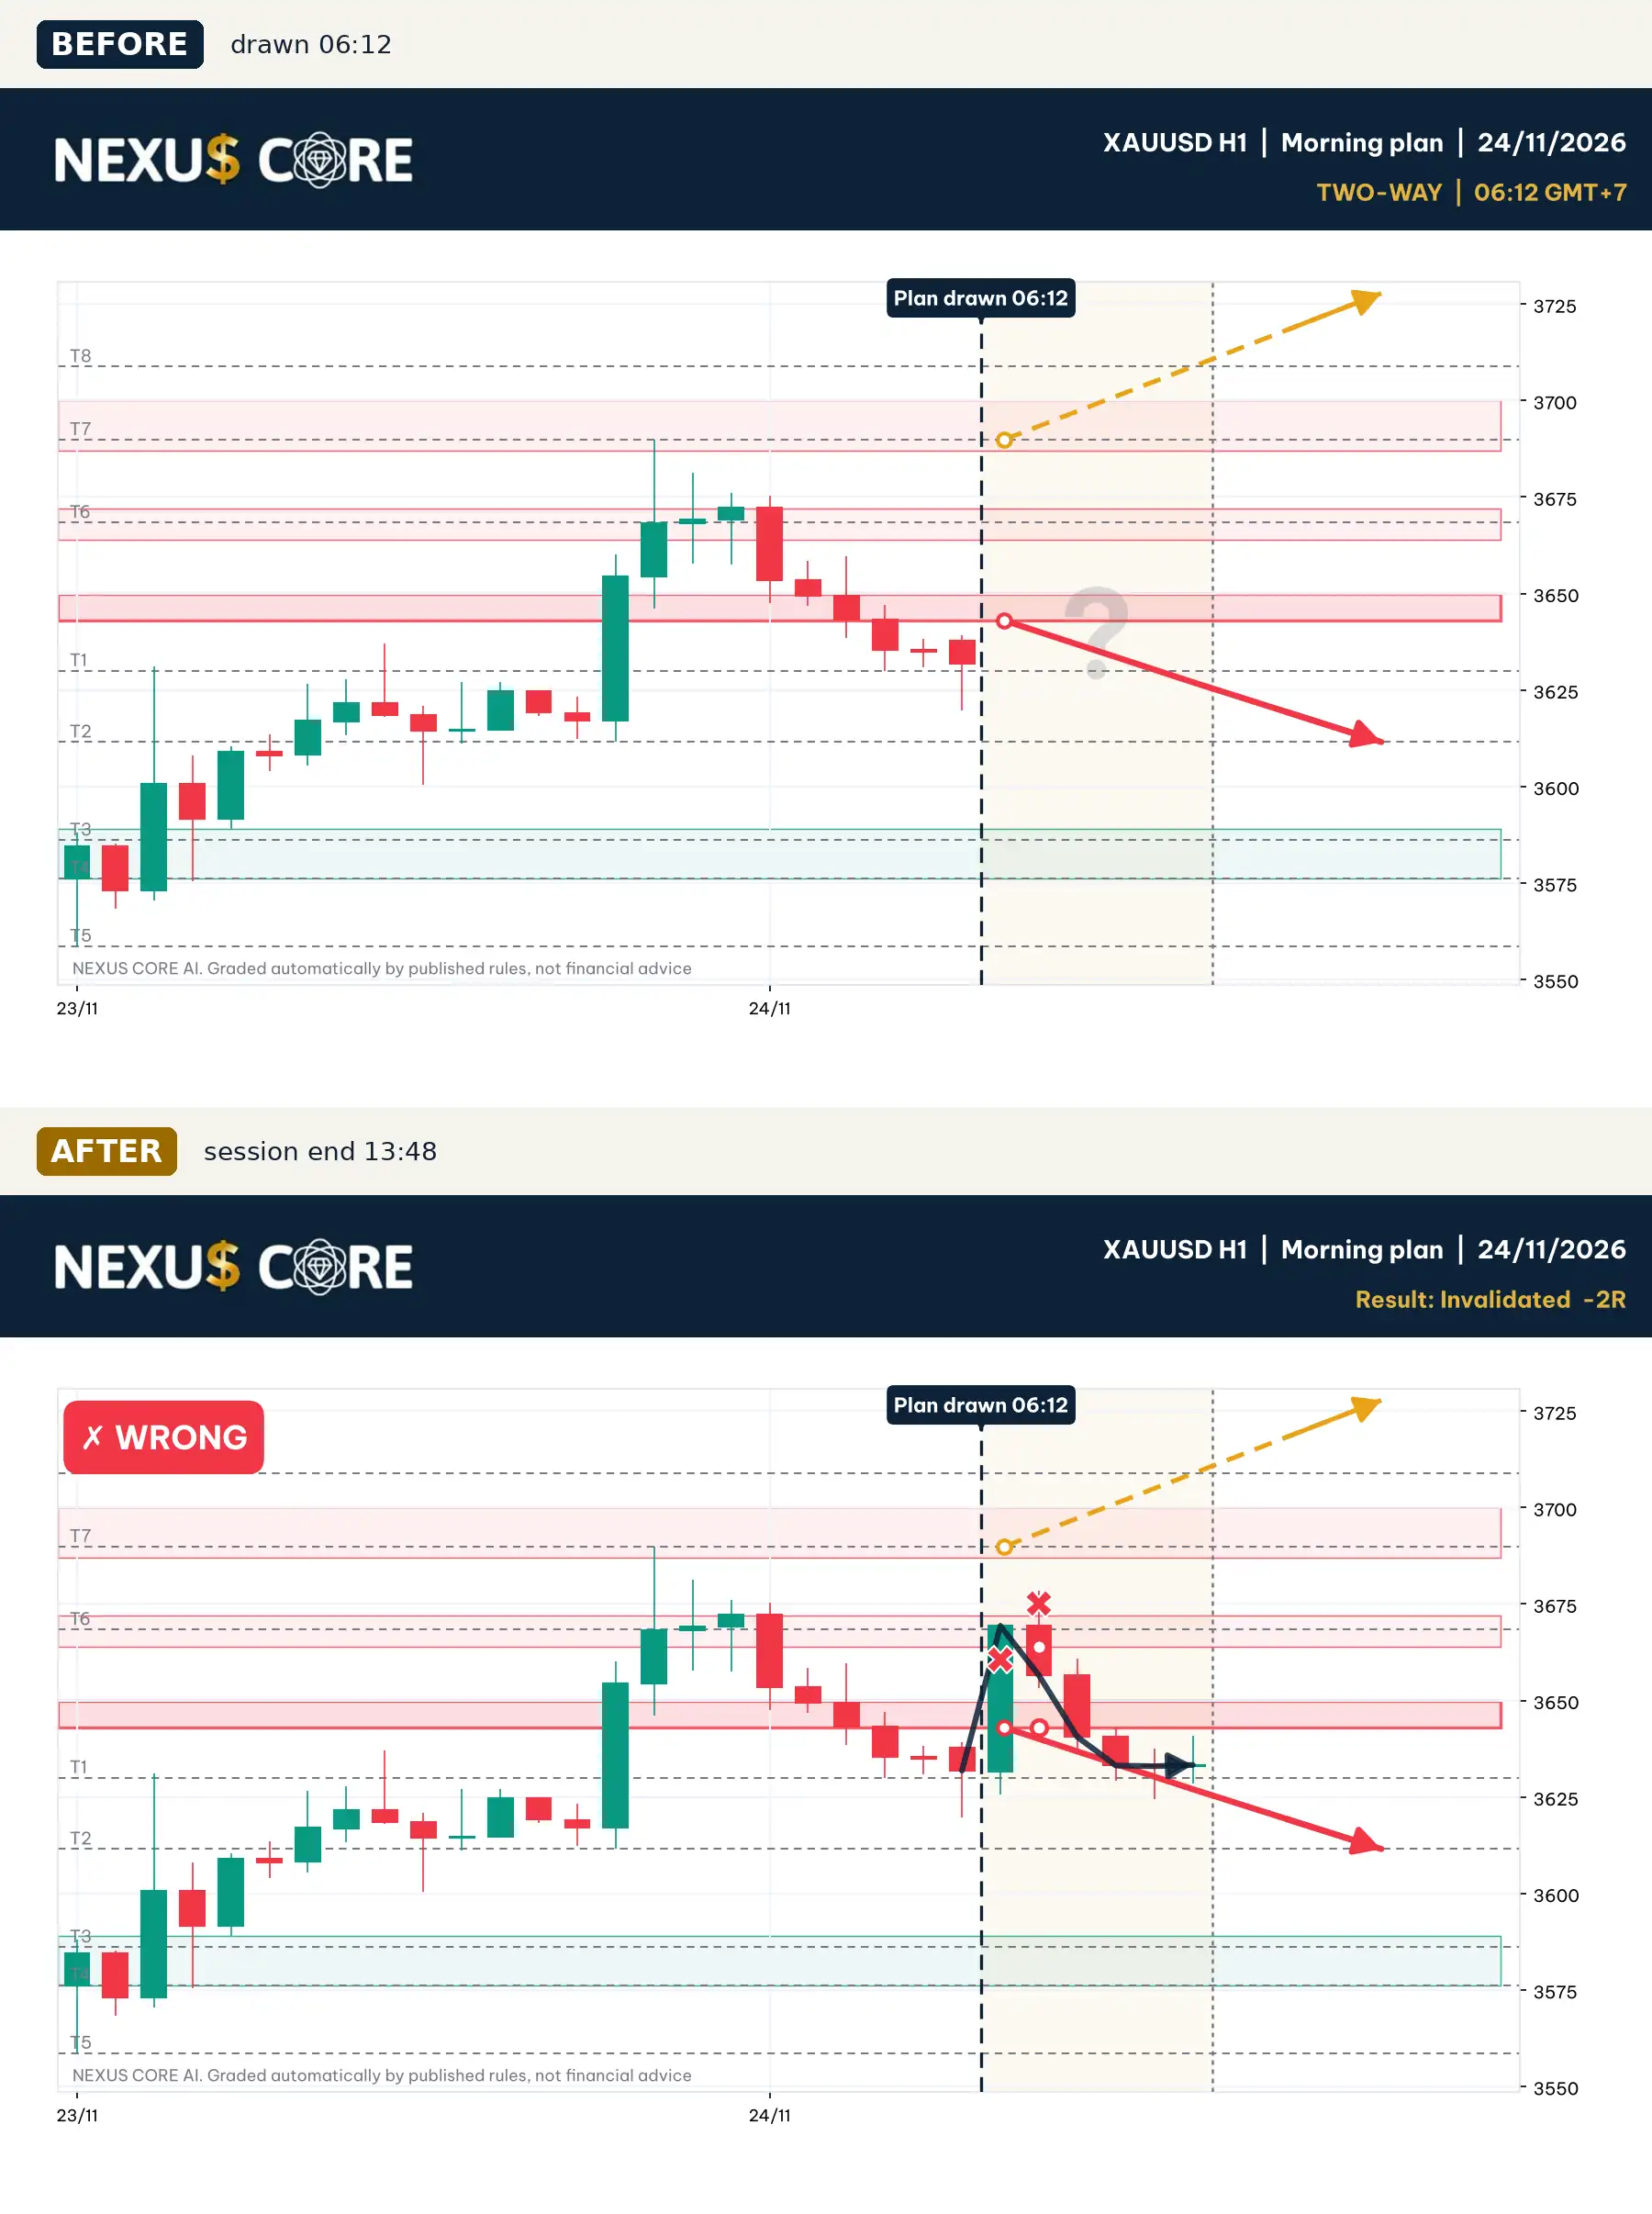 BEFORE drawn 06:12
NEXU$ CORE
XAUUSD H1 | Morning plan | 24/11/2026
TWO-WAY | 06:12 GMT+7
Plan drawn 06:12
3725
T8
3700
T7
3675
T6
?
3650
T1
3625
T2
3600
T3
T4
3575
T5
NEXUS CORE AI. Graded automatically by published rules, not financial advice
3550
23/11
24/11
AFTER session end 13:48
NEXU$ CORE
XAUUSD H1 | Morning plan | 24/11/2026
Result: Invalidated -2R
Plan drawn 06:12
3725
✗ WRONG
3700
T7
3675
T6
3650
T1
3625
T2
3600
T3
T4
3575
T5
NEXUS CORE AI. Graded automatically by published rules, not financial advice
3550
23/11
24/11